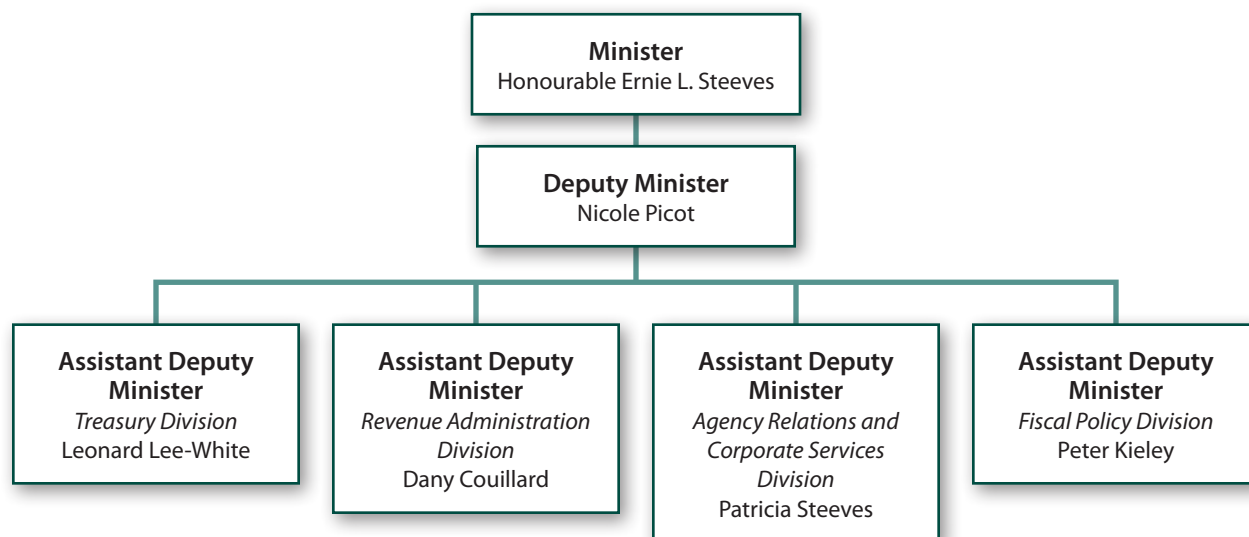 Minister
Honourable Ernie L. Steeves
Deputy Minister
Nicole Picot
Assistant Deputy
Minister
Treasury Division
Leonard Lee-White
Assistant Deputy
Minister
Revenue Administration
Division
Dany Couillard
Assistant Deputy
Minister
Agency Relations and
Corporate Services
Division
Patricia Steeves
Assistant Deputy
Minister
Fiscal Policy Division
Peter Kieley